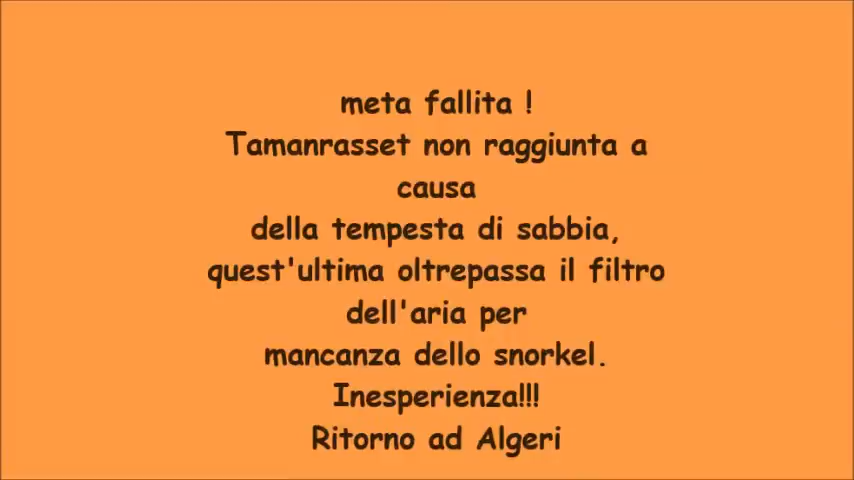 meta fallita !
Tamanrasset non raggiunta a
causa
della tempesta di sabbia,
quest'ultima oltrepassa il filtro
dell'aria per
mancanza dello snorkel.
Inesperienza!!!
Ritorno ad Algeri